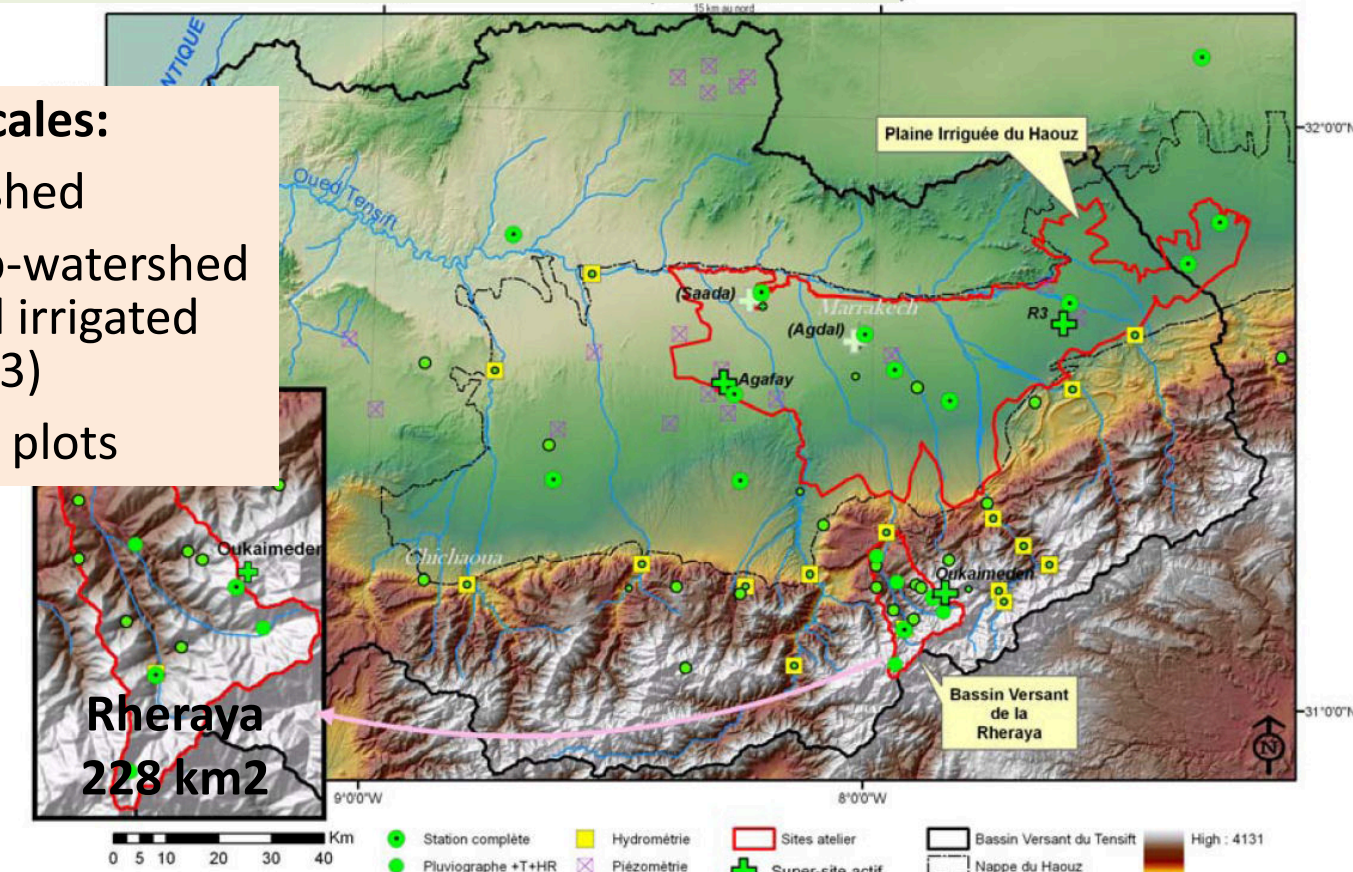 15 km au nord
32°0'0"N
Plaine Irriguée du Haouz
Oued Tensift
(Saada)
Marrakech
(Agdal)
R3
Agafay
Chichaoua
Oukaimeden
Oukaimeden
Bassin Versant
de la
Rheraya
31°0'0"N
N
Rheraya
228 km2
9°0'0"W
8°0'0"W
Km
0 5 10 20 30 40
Station complète
Hydrométrie
Sites atelier
Bassin Versant du Tensift
High : 4131
Pluviographe +T+HR
Piézométrie
Super-site actif
Nappe du Haouz
NTIQUE
cales:
shed
o-watershed
d irrigated
3)
plots